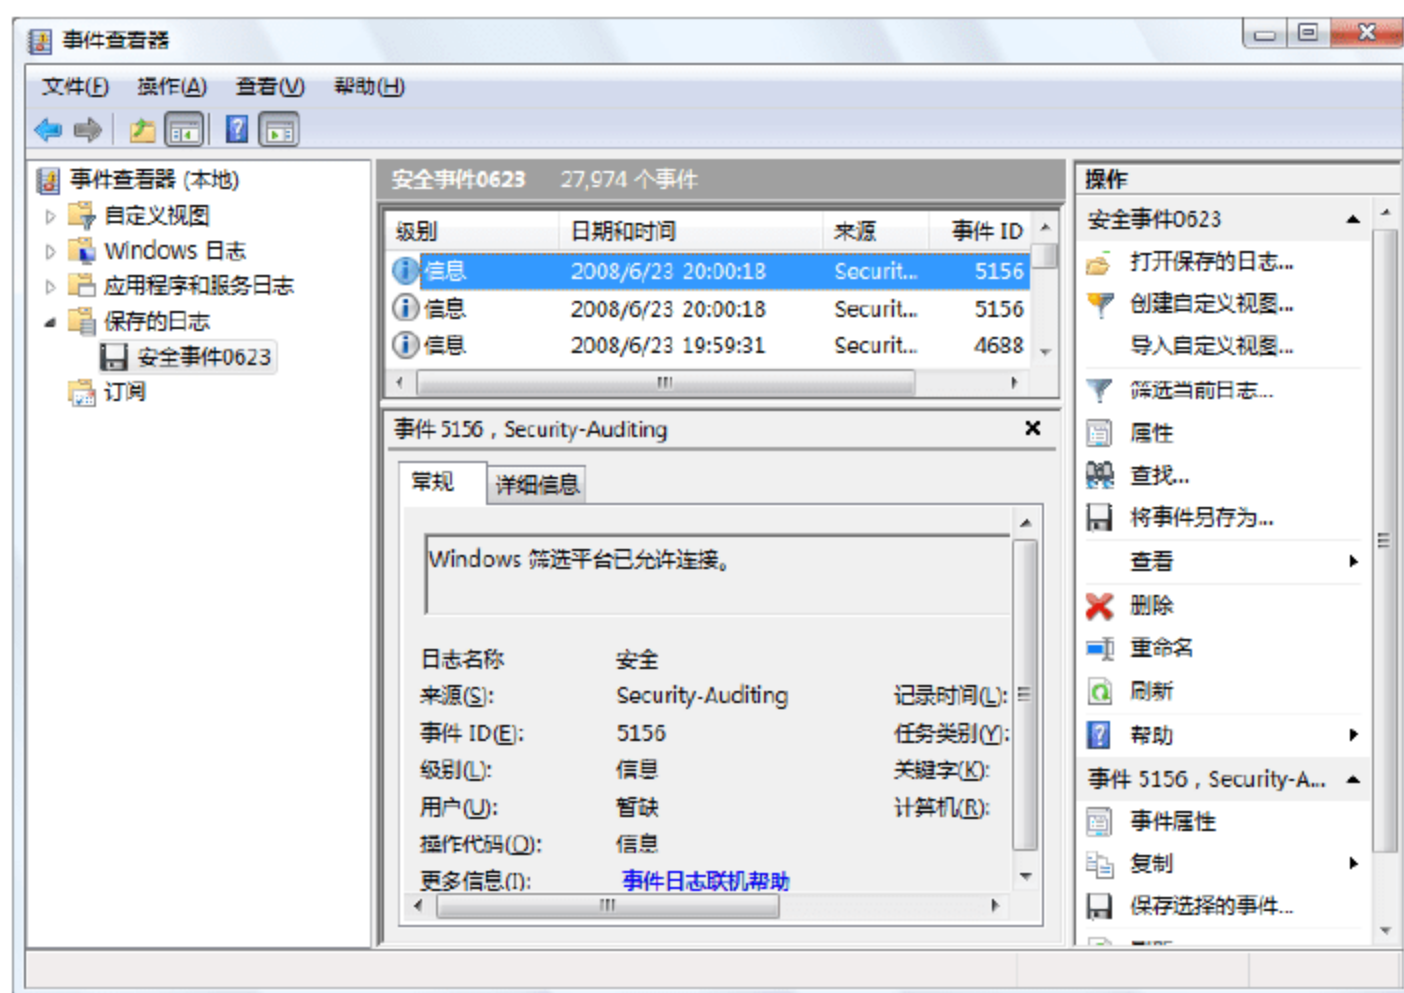 事件查看器
文件(F) 操作(A) 查看(V) 帮助(H)
事件查看器 (本地)
自定义视图
Windows 日志
应用程序和服务日志
保存的日志
安全事件0623
订阅
安全事件0623 27,974 个事件
级别 日期和时间 来源 事件 ID
信息 2008/6/23 20:00:18 Securit... 5156
信息 2008/6/23 20:00:18 Securit... 5156
信息 2008/6/23 19:59:31 Securit... 4688
事件 5156，Security-Auditing
常规 详细信息
Windows 筛选平台已允许连接。
日志名称 安全
来源(S): Security-Auditing 记录时间(L):
事件 ID(E): 5156 任务类别(Y):
级别(L): 信息 关键字(K):
用户(U): 暂缺 计算机(R):
操作代码(O): 信息
更多信息(I): 事件日志联机帮助
操作
安全事件0623
打开保存的日志...
创建自定义视图...
导入自定义视图...
筛选当前日志...
属性
查找...
将事件另存为...
查看
删除
重命名
刷新
帮助
事件 5156，Security-A...
事件属性
复制
保存选择的事件...